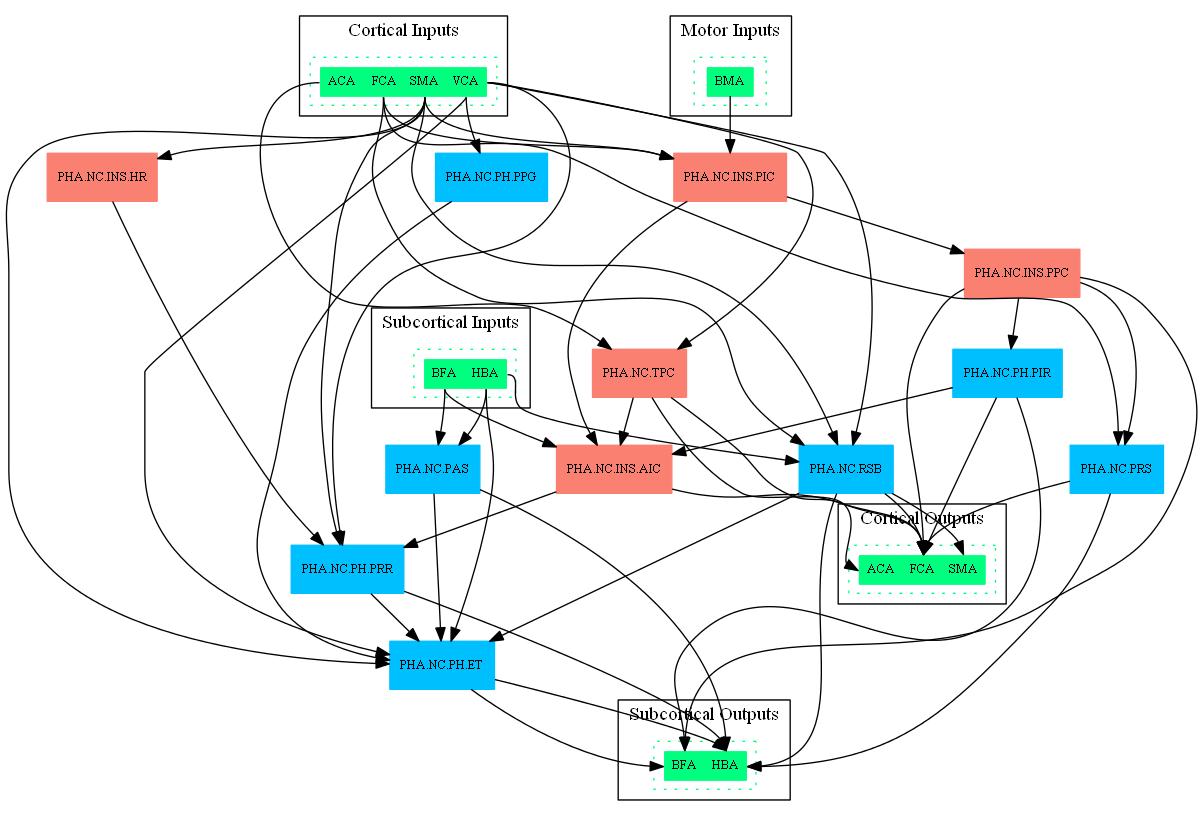 Cortical Inputs
Motor Inputs
ACA FCA SMA VCA
BMA
PHA.NC.INS.HR
PHA.NC.PH.PPG
PHA.NC.INS.PIC
PHA.NC.INS.PPC
Subcortical Inputs
BFA HBA
PHA.NC.TPC
PHA.NC.PH.PIR
PHA.NC.PAS
PHA.NC.INS.AIC
PHA.NC.RSB
PHA.NC.PRS
Cortical Outputs
ACA FCA SMA
PHA.NC.PH.PRR
PHA.NC.PH.ET
Subcortical Outputs
BFA HBA